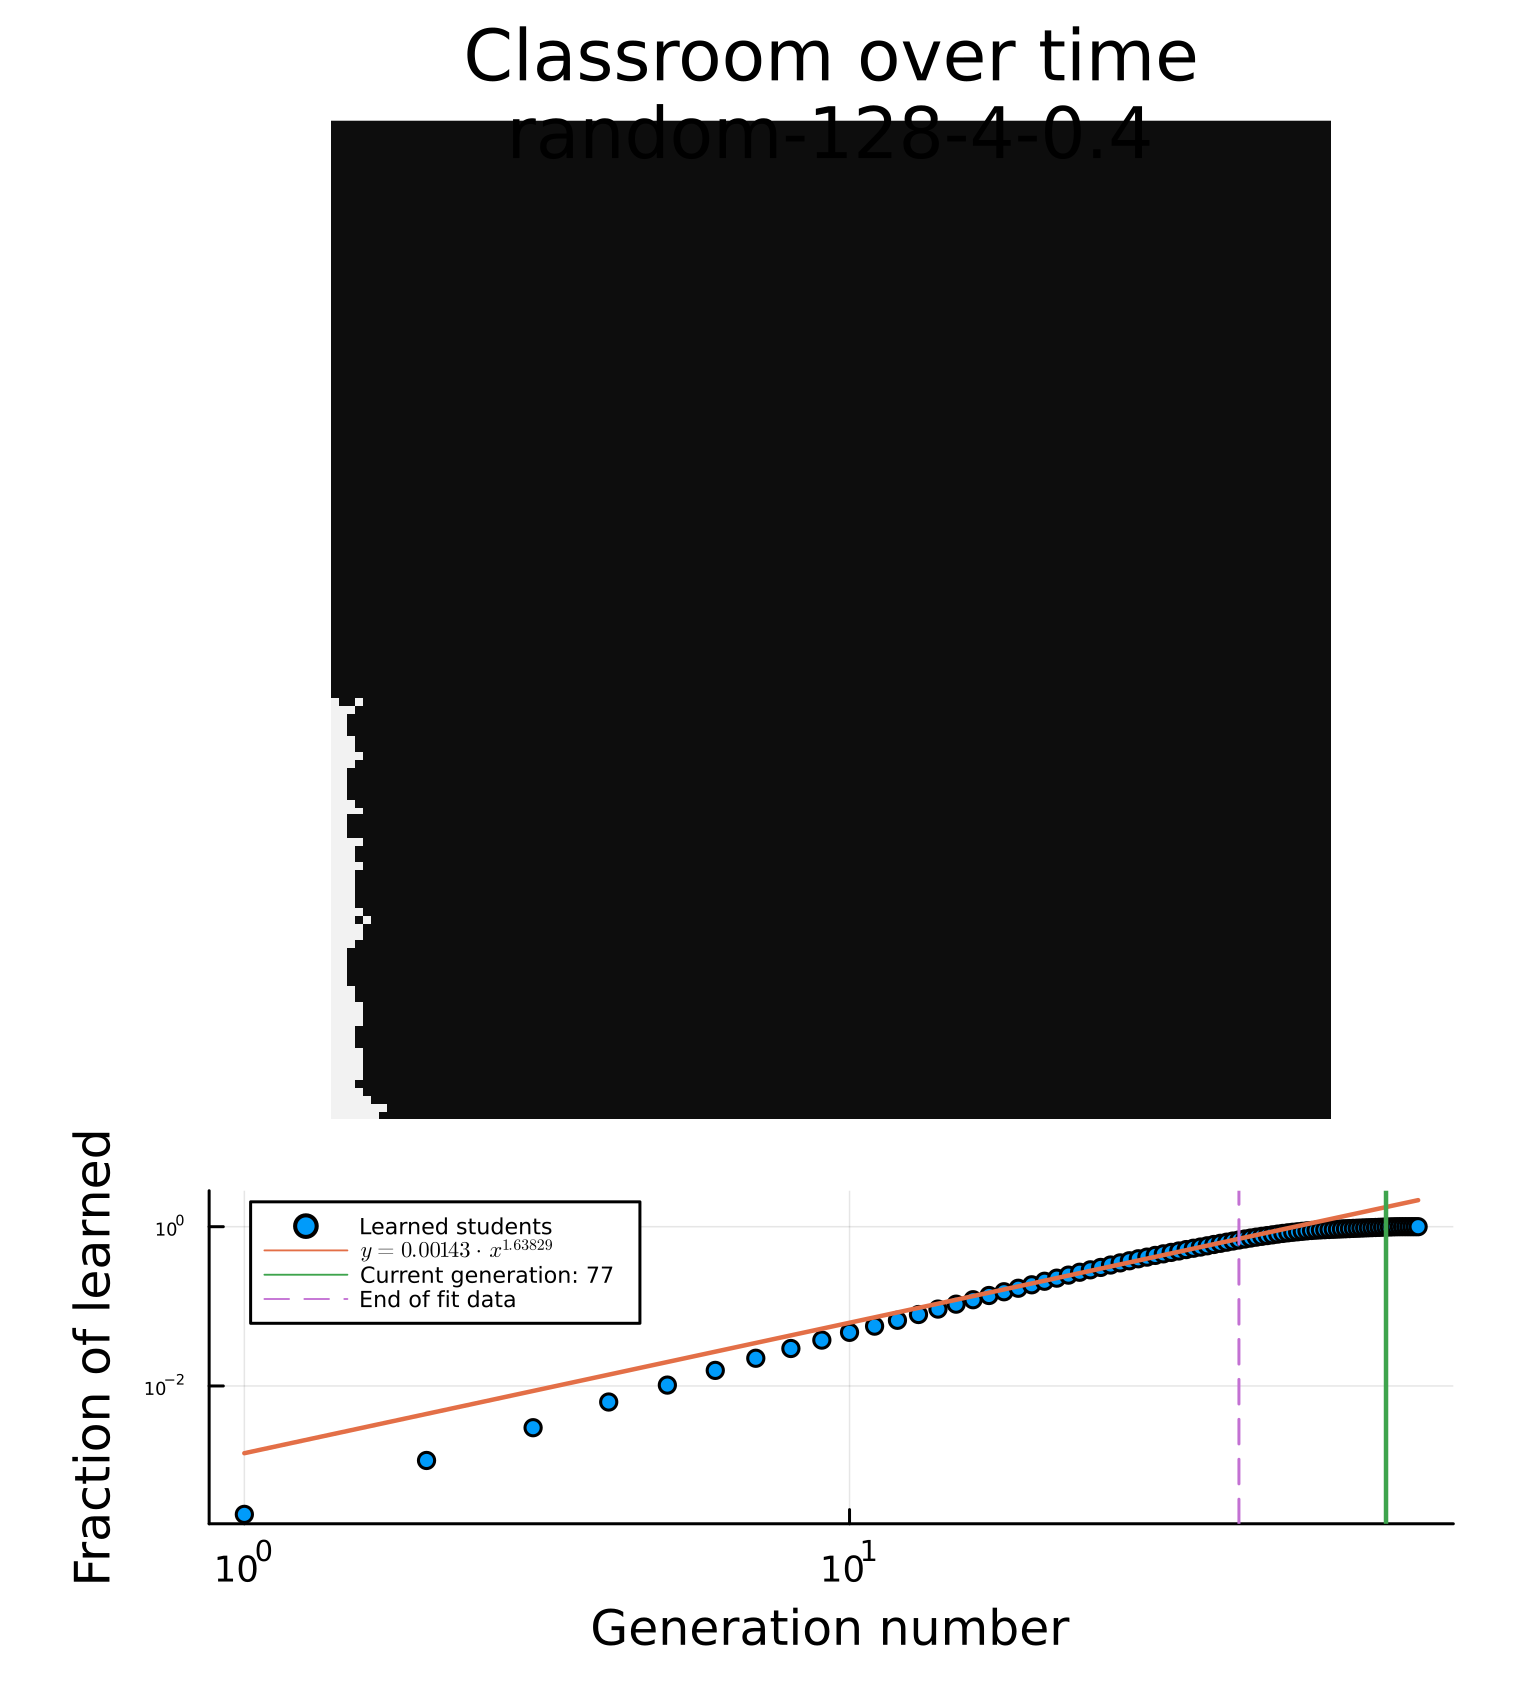 Classroom over time
random-128-4-0.4
Fraction of learned
10^0
10^−2
Learned students
y = 0.00143 · x^1.63829
Current generation: 77
End of fit data
10^0
10^1
Generation number